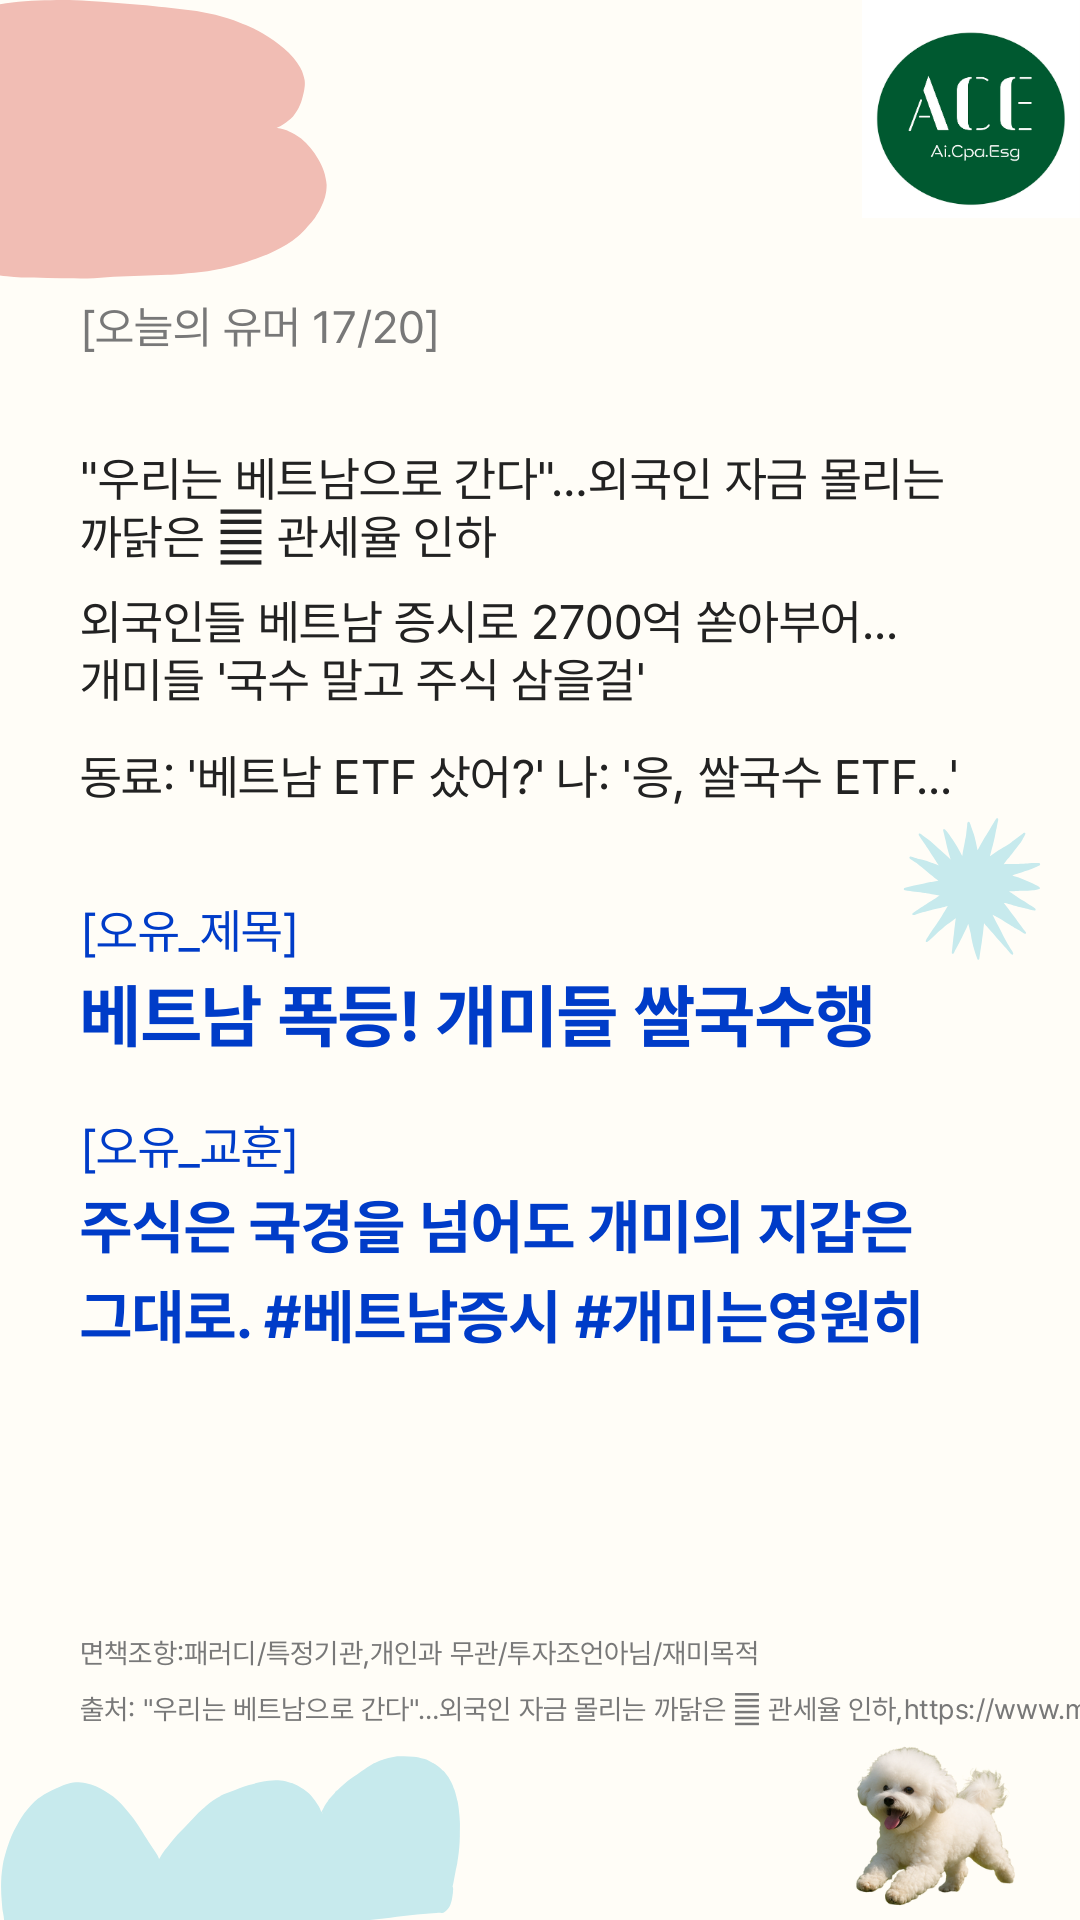 ACE
Ai.Cpa.Esg
[오늘의 유머 17/20]
"우리는 베트남으로 간다"...외국인 자금 몰리는
까닭은 ䷁ 관세율 인하
외국인들 베트남 증시로 2700억 쏟아부어...
개미들 '국수 말고 주식 삼을걸'
동료: '베트남 ETF 샀어?' 나: '응, 쌀국수 ETF...'
[오유_제목]
베트남 폭등! 개미들 쌀국수행
[오유_교훈]
주식은 국경을 넘어도 개미의 지갑은
그대로. #베트남증시 #개미는영원히
면책조항:패러디/특정기관,개인과 무관/투자조언아님/재미목적
출처: "우리는 베트남으로 간다"...외국인 자금 몰리는 까닭은 ䷁ 관세율 인하,https://www.m